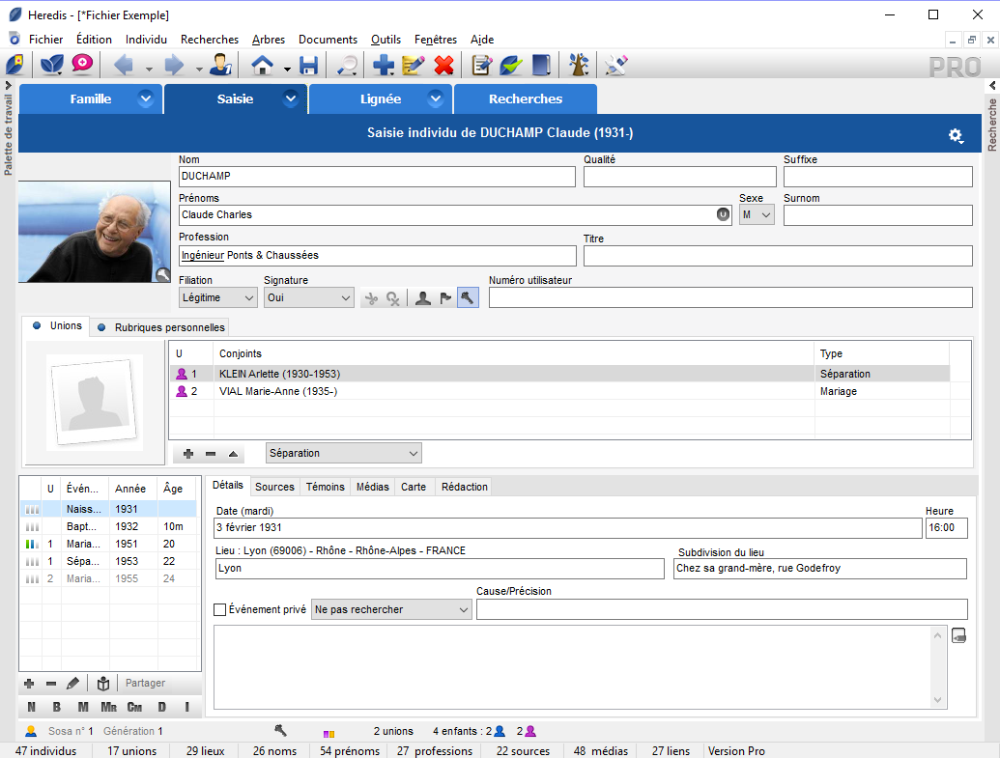 Heredis - [*Fichier Exemple]
Fichier Édition Individu Recherches Arbres Documents Outils Fenêtres Aide
PRO
Palette de travail
Recherche
Famille Saisie Lignée Recherches
Saisie individu de DUCHAMP Claude (1931-)
Nom Qualité Suffixe
DUCHAMP
Prénoms Sexe Surnom
Claude Charles M
Profession Titre
Ingénieur Ponts & Chaussées
Filiation Signature Numéro utilisateur
Légitime Oui
Unions Rubriques personnelles
U Conjoints Type
1 KLEIN Arlette (1930-1953) Séparation
2 VIAL Marie-Anne (1935-) Mariage
Séparation
U Événe... Année Âge
Naiss... 1931
Bapt... 1932 10m
1 Maria... 1951 20
1 Sépa... 1953 22
2 Maria... 1955 24
Partager
N B M MR CM D I
Détails Sources Témoins Médias Carte Rédaction
Date (mardi) Heure
3 février 1931 16:00
Lieu : Lyon (69006) - Rhône - Rhône-Alpes - FRANCE Subdivision du lieu
Lyon Chez sa grand-mère, rue Godefroy
Cause/Précision
Événement privé Ne pas rechercher
Sosa n° 1 Génération 1 2 unions 4 enfants : 2 2
47 individus 17 unions 29 lieux 26 noms 54 prénoms 27 professions 22 sources 48 médias 27 liens Version Pro